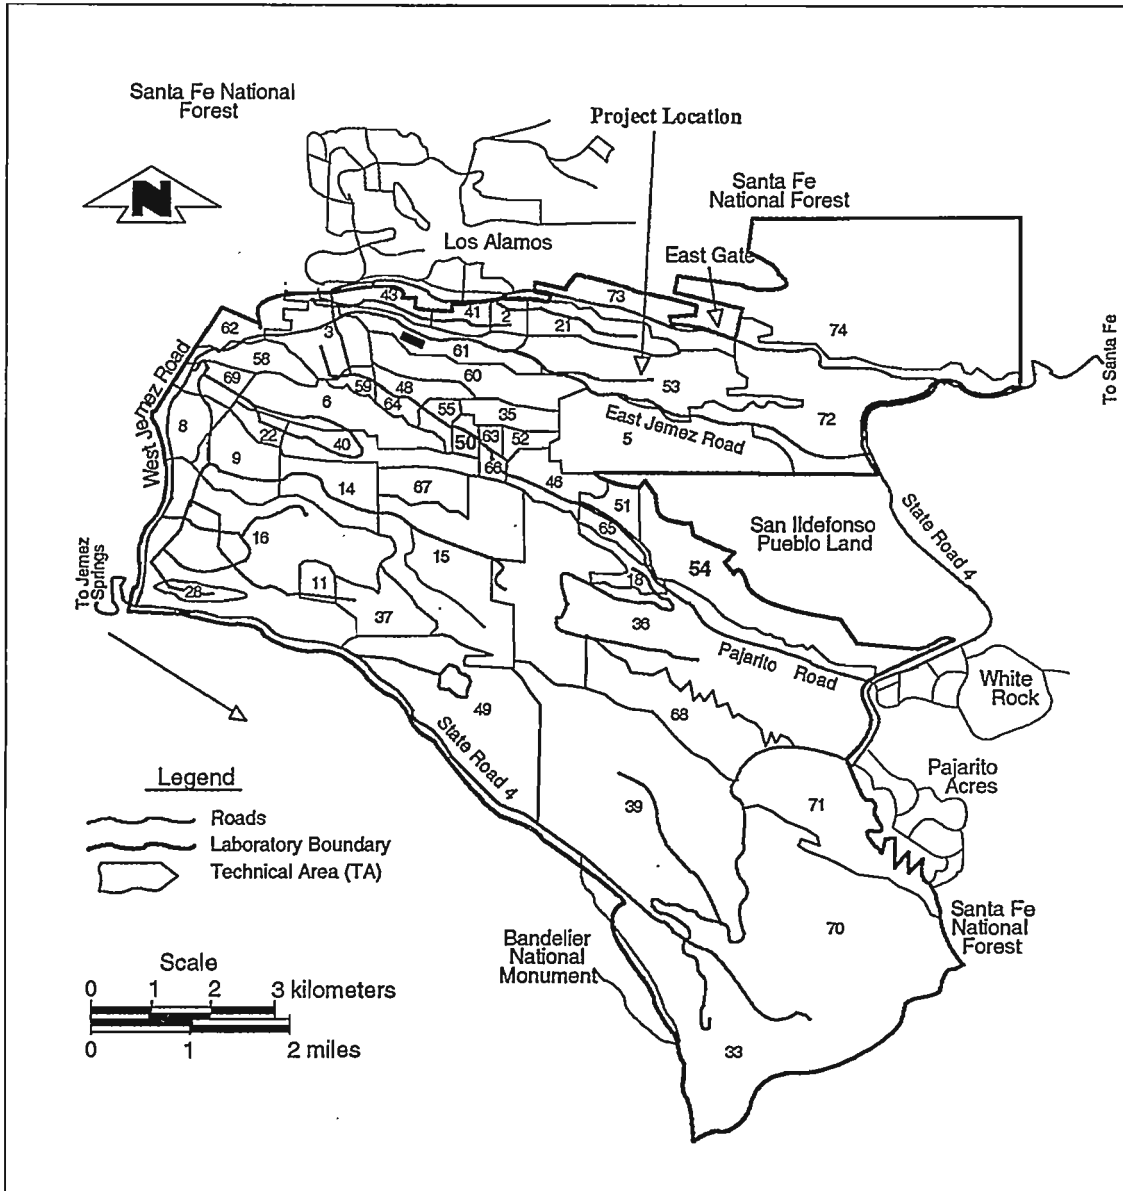 Santa Fe National
Forest
Project Location
N
Santa Fe
National Forest
Los Alamos
East Gate
43
73
41
2
21
74
62
3
61
58
60
53
69
59
48
6
64
55
35
72
8
22
40
50
63
52
East Jemez Road
5
9
66
West Jemez Road
14
67
46
51
State Road 4
To Santa Fe
65
San Ildefonso
Pueblo Land
16
15
54
To Jemez
Springs
28
11
18
37
36
Pajarito Road
White
Rock
49
68
State Road 4
Pajarito
Acres
39
71
Legend
Roads
Laboratory Boundary
Technical Area (TA)
Santa Fe
National
Forest
70
Bandelier
National
Monument
Scale
0 1 2 3 kilometers
0 1 2 miles
33